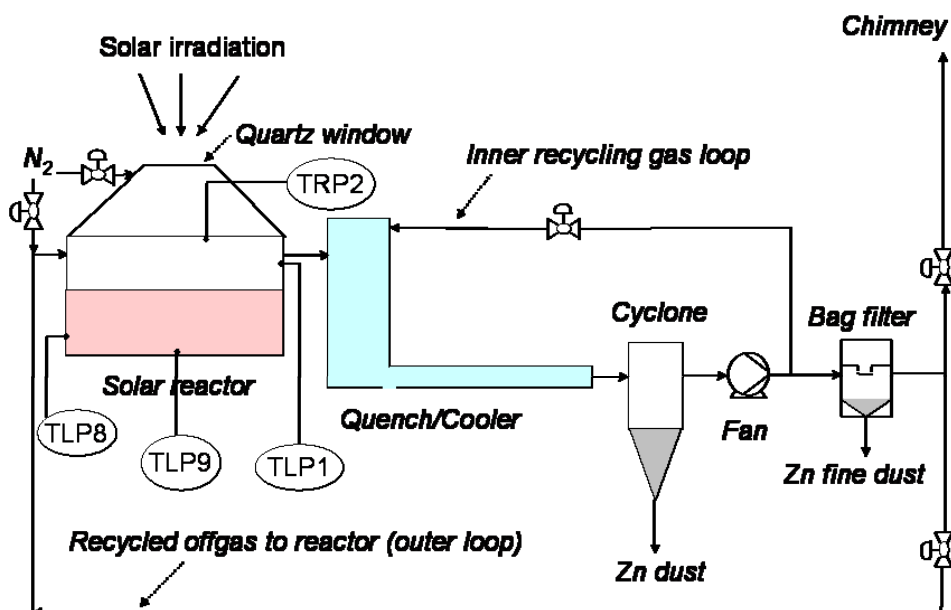 Chimney
Solar irradiation
Quartz window
N2
Inner recycling gas loop
TRP2
Cyclone
Bag filter
Solar reactor
Quench/Cooler
Fan
TLP8
TLP9
TLP1
Zn fine dust
Recycled offgas to reactor (outer loop)
Zn dust